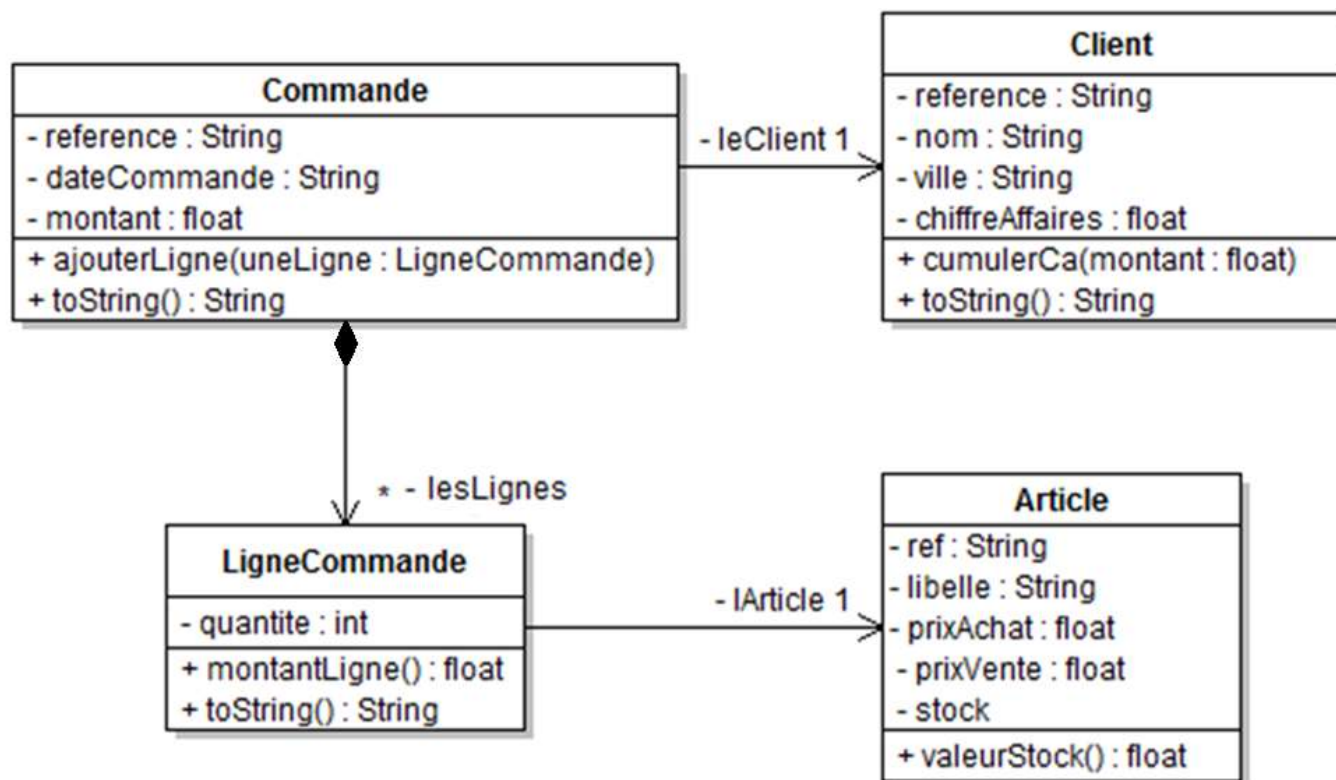 Commande
- reference : String
- dateCommande : String
- montant : float
+ ajouterLigne(uneLigne : LigneCommande)
+ toString() : String
- leClient 1
Client
- reference : String
- nom : String
- ville : String
- chiffreAffaires : float
+ cumulerCa(montant : float)
+ toString() : String
* - lesLignes
LigneCommande
- quantite : int
+ montantLigne() : float
+ toString() : String
- lArticle 1
Article
- ref : String
- libelle : String
- prixAchat : float
- prixVente : float
- stock
+ valeurStock() : float